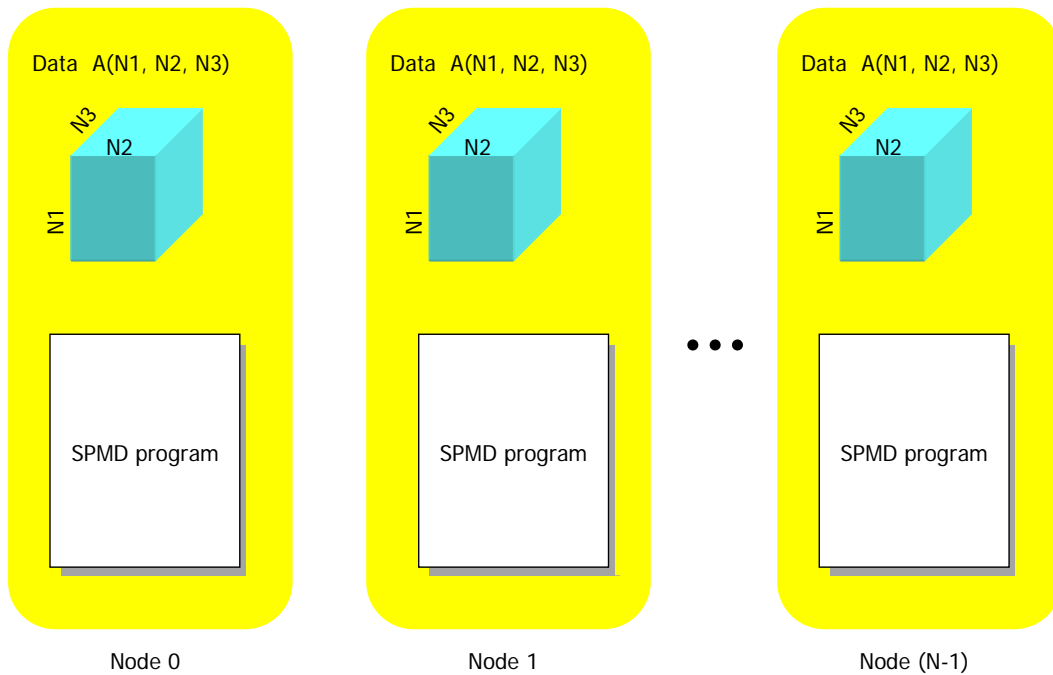 Data A(N1, N2, N3)
N3
N2
N1
SPMD program
Node 0
Data A(N1, N2, N3)
N3
N2
N1
SPMD program
Node 1
Data A(N1, N2, N3)
N3
N2
N1
SPMD program
Node (N-1)